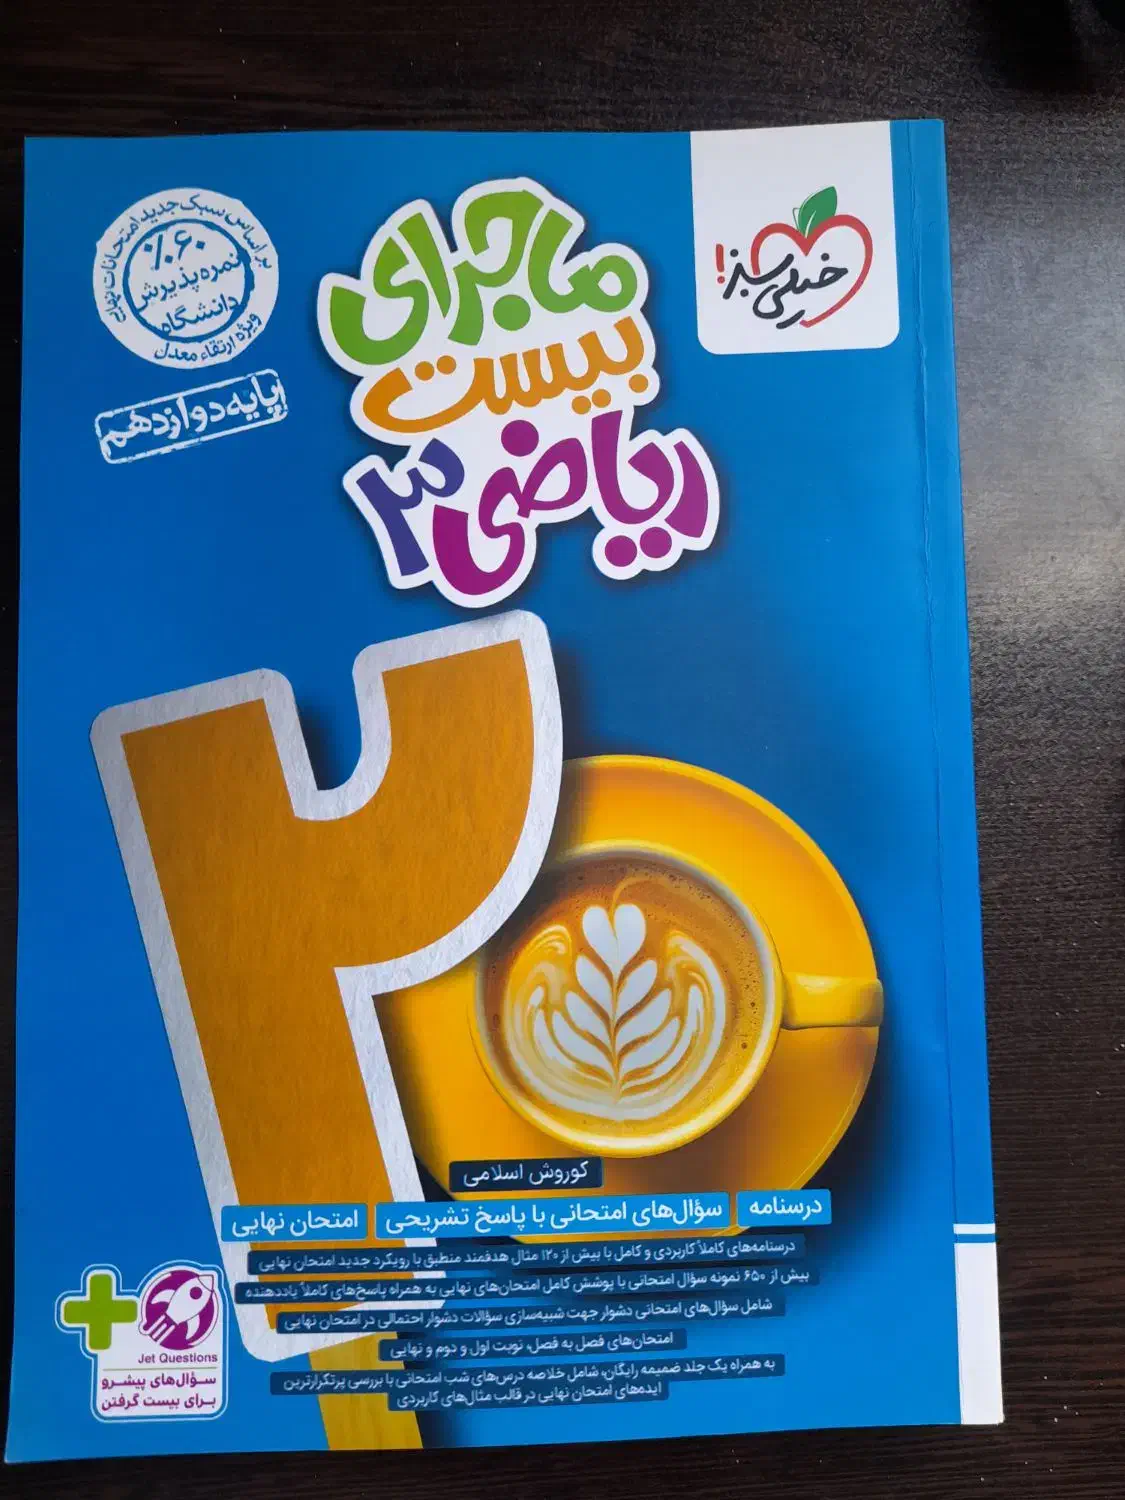 خیلی سبز!
ماجرای
بیست
ریاضی ۳
بر اساس سبک جدید امتحانات نهایی
۶۰٪
نمره پذیرش
دانشگاه
ویژه ارتقاء معدل
پایه دوازدهم
۲۰
کوروش اسلامی
درسنامه سؤال‌های امتحانی با پاسخ تشریحی امتحان نهایی
درسنامه‌های کاملاً کاربردی و کامل با بیش از ۱۲۰ مثال هدفمند منطبق با رویکرد جدید امتحان نهایی
بیش از ۶۵۰ نمونه سؤال امتحانی با پوشش کامل امتحان‌های نهایی به همراه پاسخ‌های کاملاً یاددهنده
شامل سؤال‌های امتحانی دشوار جهت شبیه‌سازی سؤالات دشوار احتمالی در امتحان نهایی
امتحان‌های فصل به فصل، نوبت اول و دوم و نهایی
به همراه یک جلد ضمیمه رایگان، شامل خلاصه درس‌های شب امتحانی با بررسی پرتکرارترین
ایده‌های امتحان نهایی در قالب مثال‌های کاربردی
Jet Questions
سؤال‌های پیشرو
برای بیست گرفتن